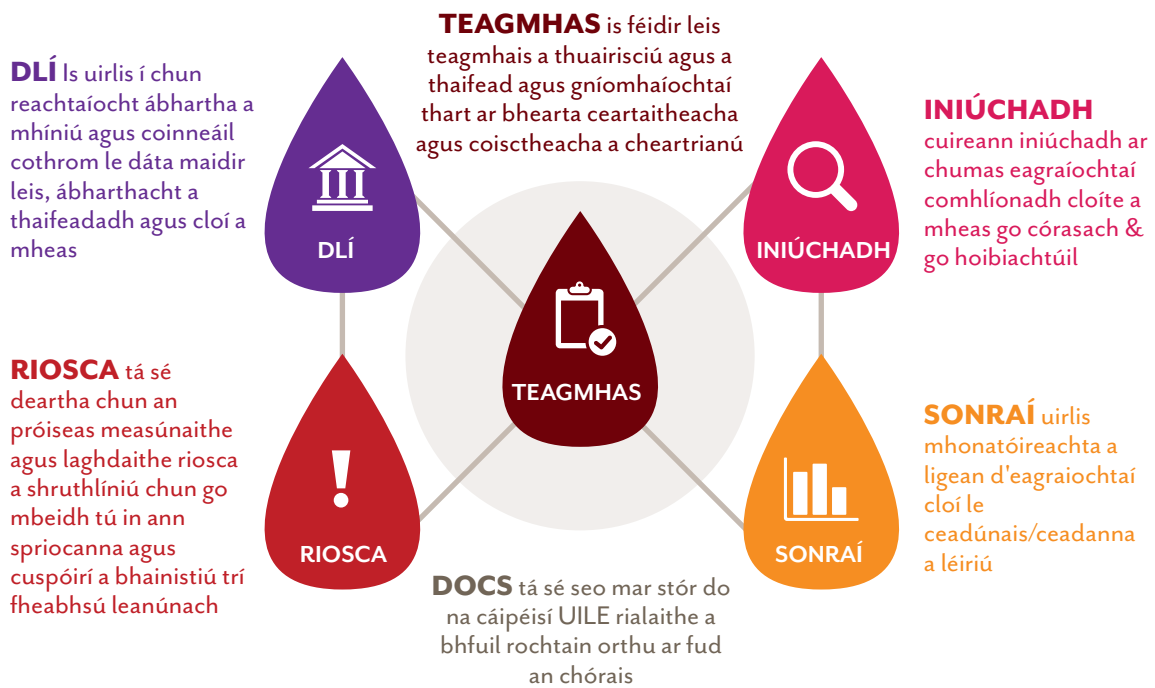 TEAGMHAS is féidir leis
teagmhais a thuairisciú agus a
thaifead agus gníomhaíochtaí
thart ar bhearta ceartaitheacha
agus coisctheacha a cheartrianú
DLÍ Is uirlis í chun
reachtaíocht ábhartha a
mhíniú agus coinneáil
cothrom le dáta maidir
leis, ábharthacht a
thaifeadadh agus cloí a
mheas
DLÍ
INIÚCHADH
INIÚCHADH
cuireann iniúchadh ar
chumas eagraíochtaí
comhlíonadh cloíte a
mheas go córasach &
go hoibiachtúil
TEAGMHAS
RIOSCA tá sé
deartha chun an
próiseas measúnaithe
agus laghdaithe riosca
a shruthlíniú chun go
mbeidh tú in ann
spriocanna agus
cuspóirí a bhainistiú trí
fheabhsú leanúnach
RIOSCA
SONRAÍ
SONRAÍ uirlis
mhonatóireachta a
ligean d'eagraiochtaí
cloí le
ceadúnais/ceadanna
a léiriú
DOCS tá sé seo mar stór do
na cáipéisí UILE rialaithe a
bhfuil rochtain orthu ar fud
an chórais